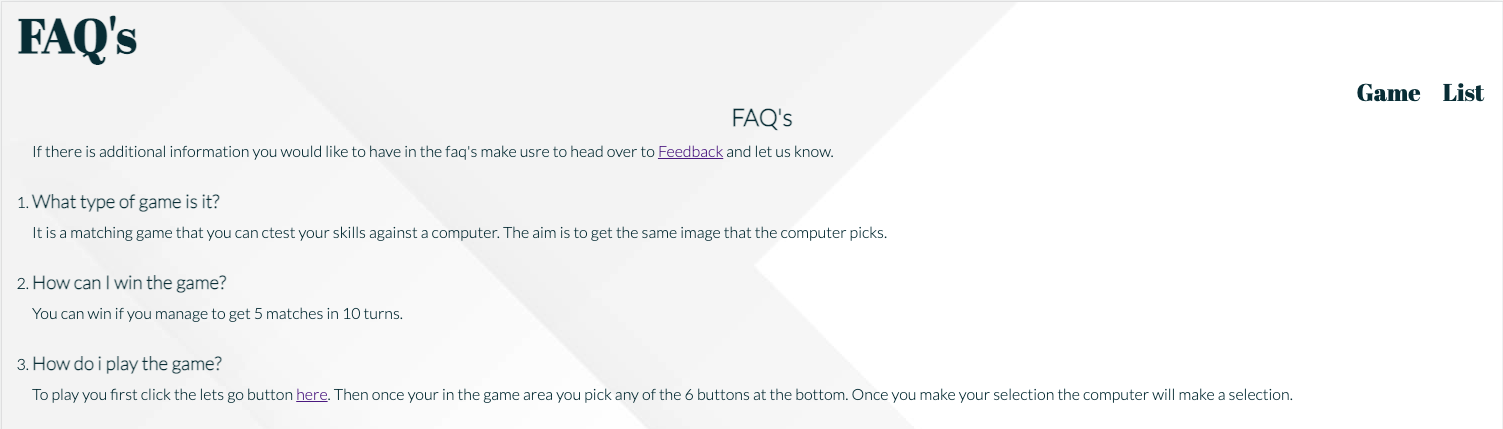 FAQ's
Game List
FAQ's
If there is additional information you would like to have in the faq's make usre to head over to Feedback and let us know.
1. What type of game is it?
It is a matching game that you can ctest your skills against a computer. The aim is to get the same image that the computer picks.
2. How can I win the game?
You can win if you manage to get 5 matches in 10 turns.
3. How do i play the game?
To play you first click the lets go button here. Then once your in the game area you pick any of the 6 buttons at the bottom. Once you make your selection the computer will make a selection.